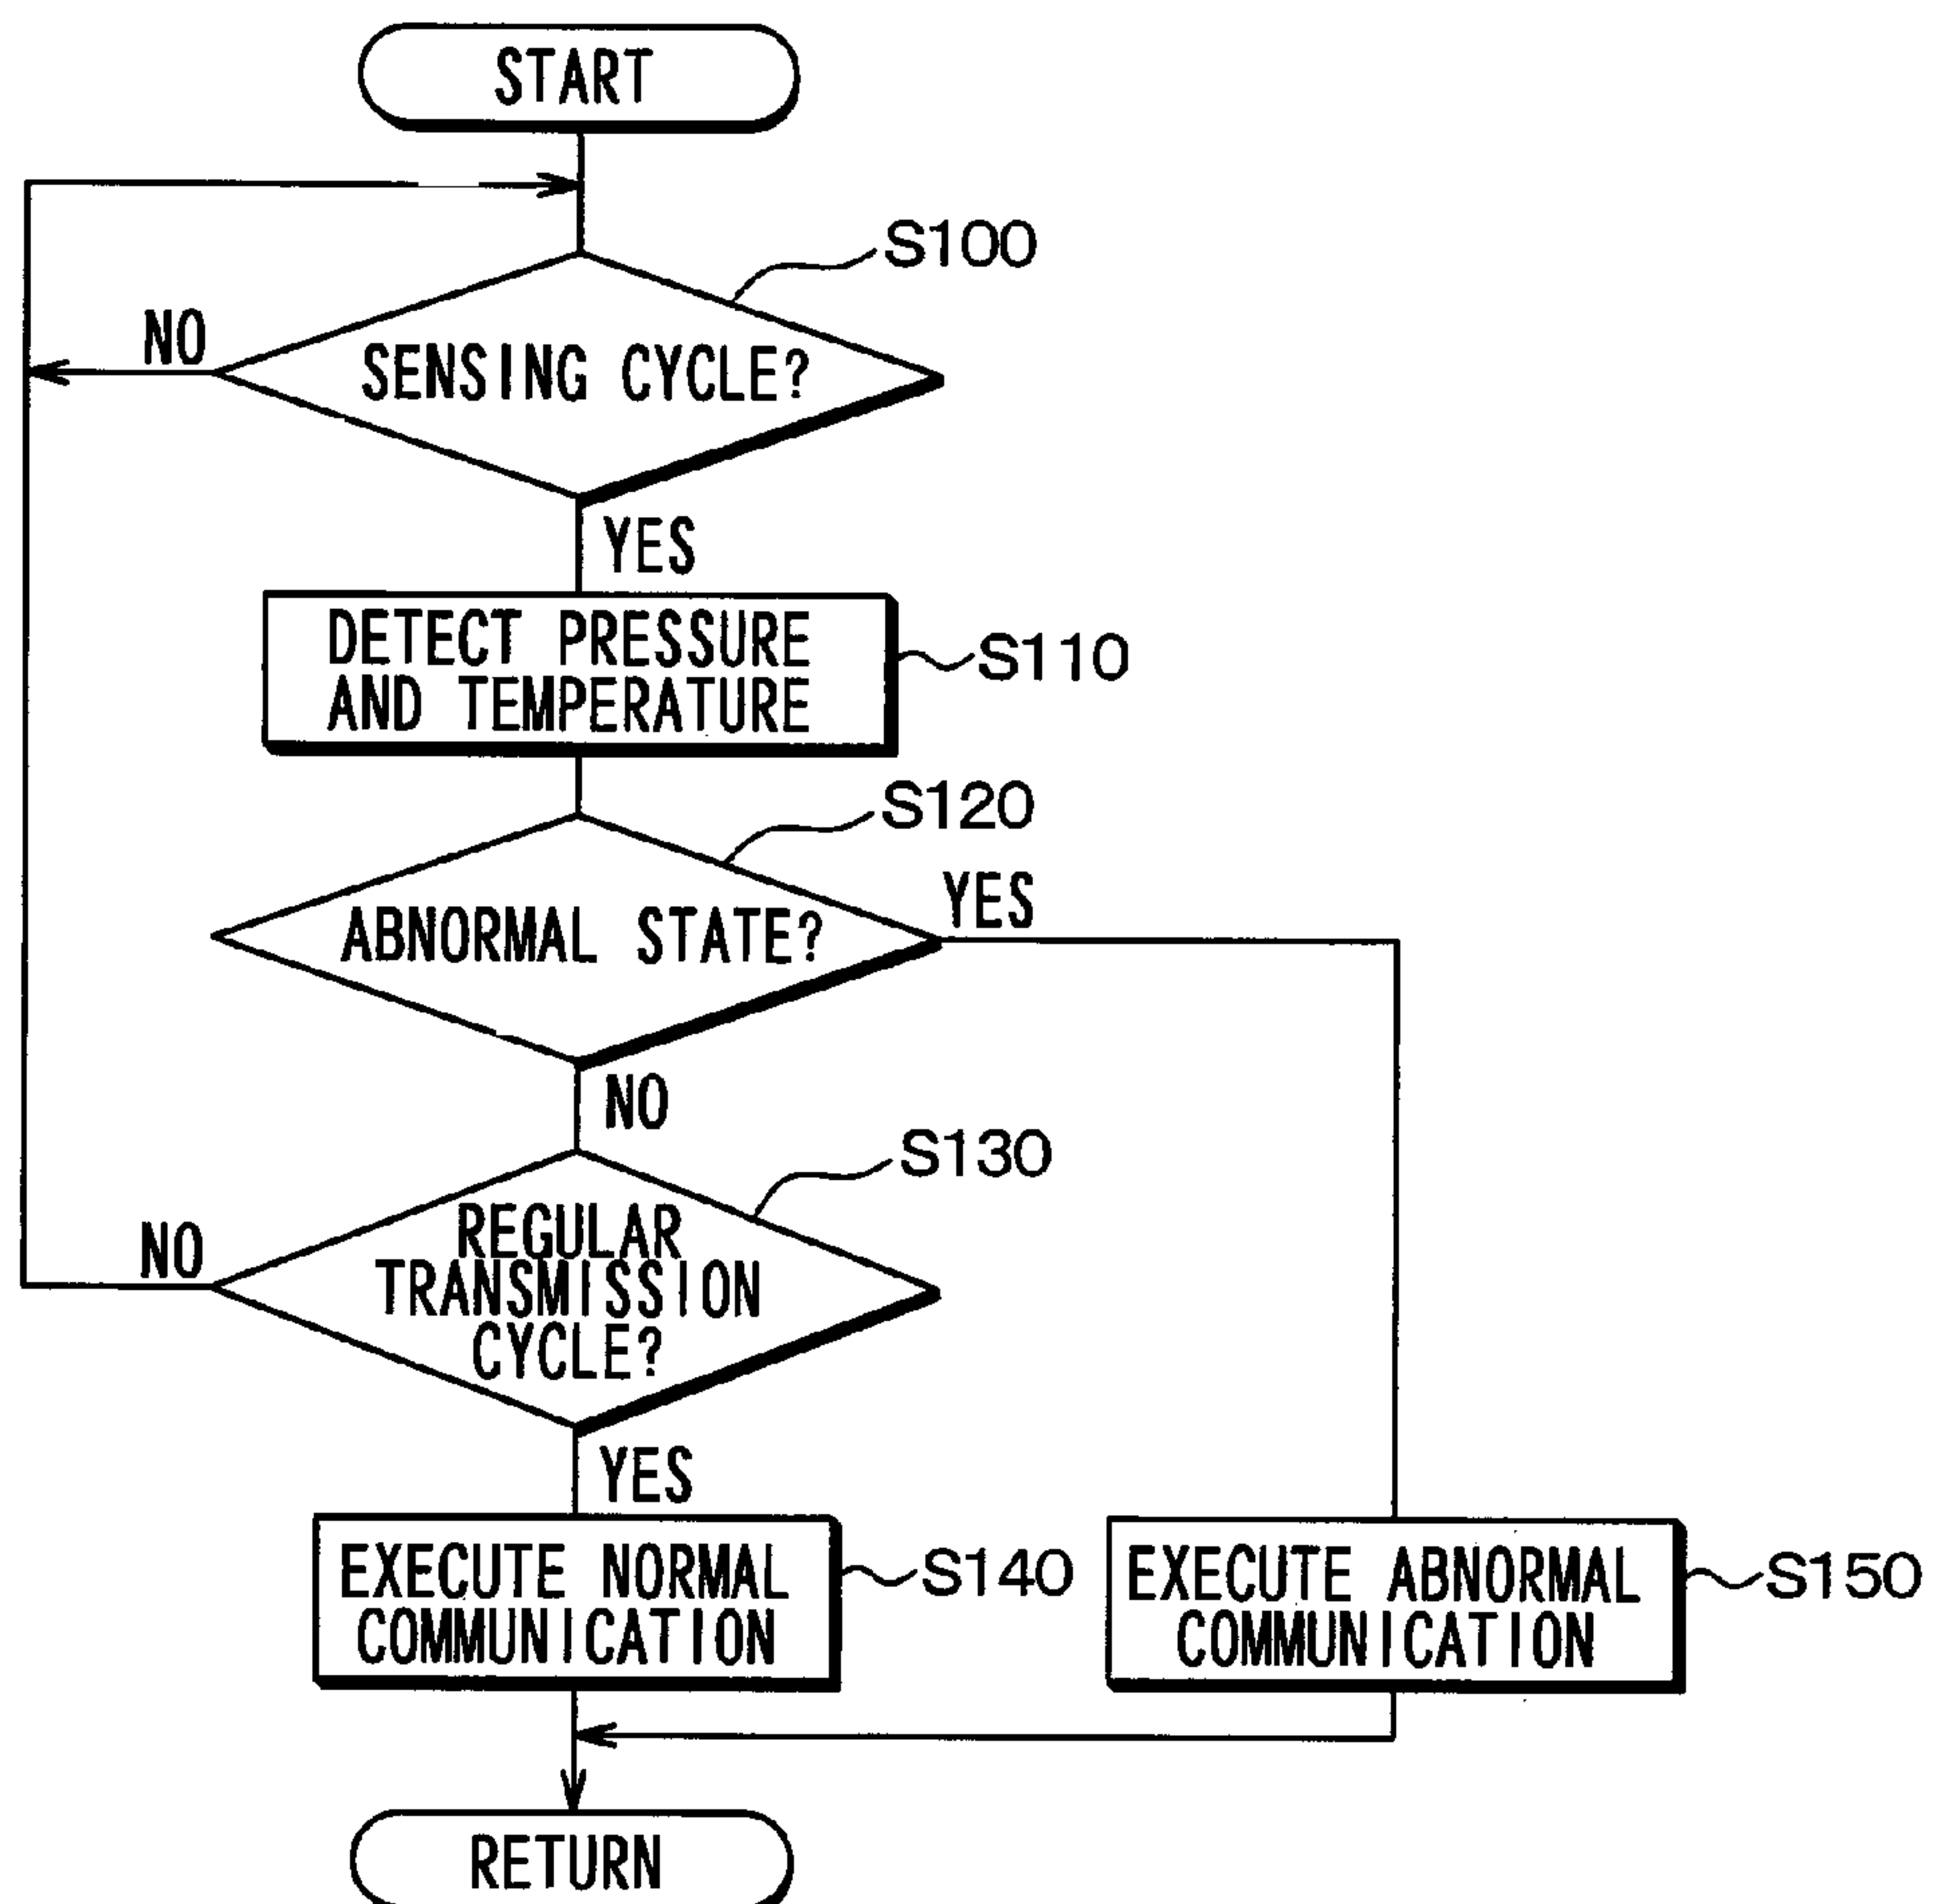 START
S100
NO
SENSING CYCLE?
YES
DETECT PRESSURE
AND TEMPERATURE
S110
S120
YES
ABNORMAL STATE?
NO
S130
NO
REGULAR
TRANSMISSION
CYCLE?
YES
EXECUTE NORMAL
COMMUNICATION
S140
EXECUTE ABNORMAL
COMMUNICATION
S150
RETURN